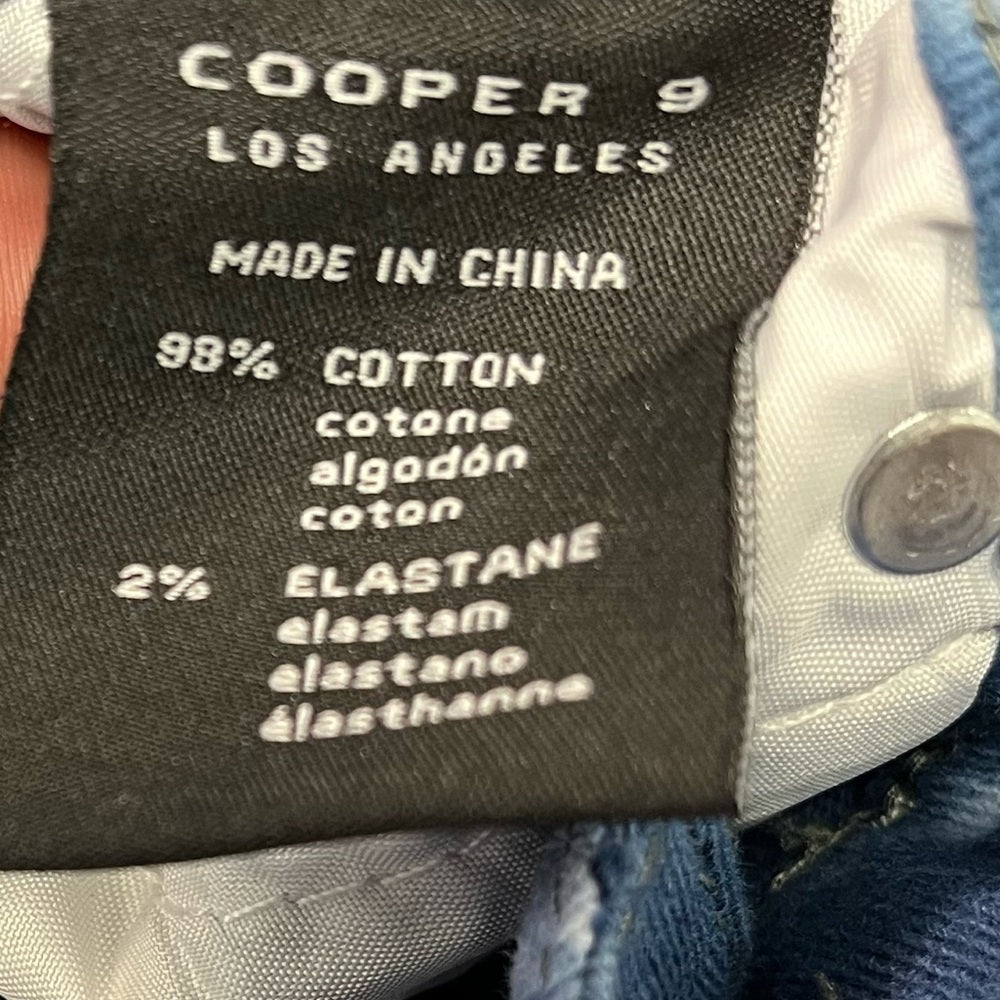 COOPER 9
LOS ANGELES
MADE IN CHINA
98% COTTON
cotone
algodón
coton
2% ELASTANE
elastam
elastano
élasthanne